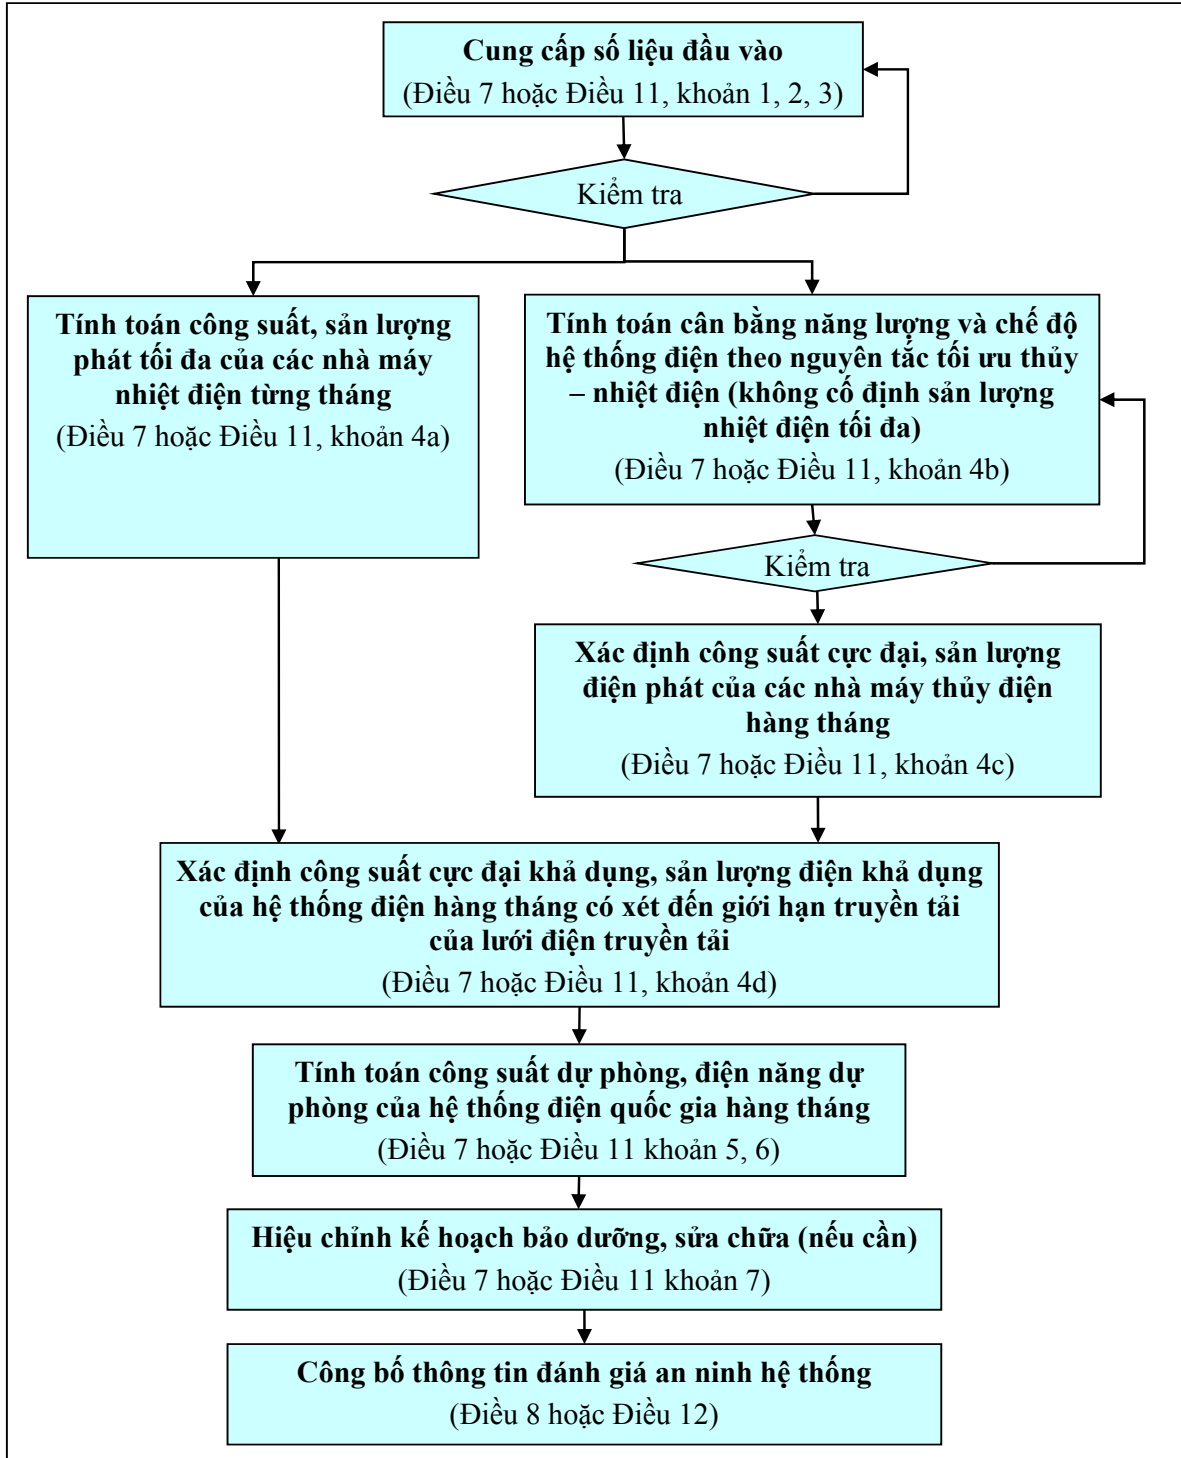 Cung cấp số liệu đầu vào
(Điều 7 hoặc Điều 11, khoản 1, 2, 3)
Kiểm tra
Tính toán công suất, sản lượng
phát tối đa của các nhà máy
nhiệt điện từng tháng
(Điều 7 hoặc Điều 11, khoản 4a)
Tính toán cân bằng năng lượng và chế độ
hệ thống điện theo nguyên tắc tối ưu thủy
– nhiệt điện (không cố định sản lượng
nhiệt điện tối đa)
(Điều 7 hoặc Điều 11, khoản 4b)
Kiểm tra
Xác định công suất cực đại, sản lượng
điện phát của các nhà máy thủy điện
hàng tháng
(Điều 7 hoặc Điều 11, khoản 4c)
Xác định công suất cực đại khả dụng, sản lượng điện khả dụng
của hệ thống điện hàng tháng có xét đến giới hạn truyền tải
của lưới điện truyền tải
(Điều 7 hoặc Điều 11, khoản 4d)
Tính toán công suất dự phòng, điện năng dự
phòng của hệ thống điện quốc gia hàng tháng
(Điều 7 hoặc Điều 11 khoản 5, 6)
Hiệu chỉnh kế hoạch bảo dưỡng, sửa chữa (nếu cần)
(Điều 7 hoặc Điều 11 khoản 7)
Công bố thông tin đánh giá an ninh hệ thống
(Điều 8 hoặc Điều 12)